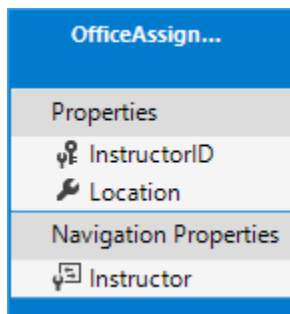 OfficeAssign...
Properties
InstructorID
Location
Navigation Properties
Instructor